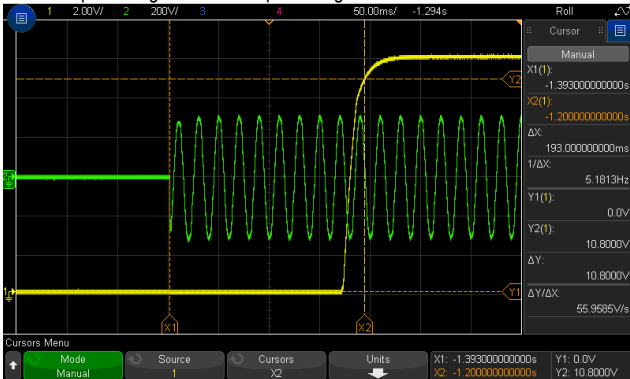 1 2.00V/ 2 200V/ 3 4 50.00ms/ -1.294s Roll
Cursor
Manual
X1(1):
-1.393000000000s
X2(1):
-1.200000000000s
ΔX:
193.000000000ms
1/ΔX:
5.1813Hz
Y1(1):
0.0V
Y2(1):
10.8000V
ΔY:
10.8000V
ΔY/ΔX:
55.9585V/s
Y2
2
1
Y1
X1 X2
Cursors Menu
Mode Source Cursors Units X1: -1.393000000000s Y1: 0.0V
Manual 1 X2 X2: -1.200000000000s Y2: 10.8000V